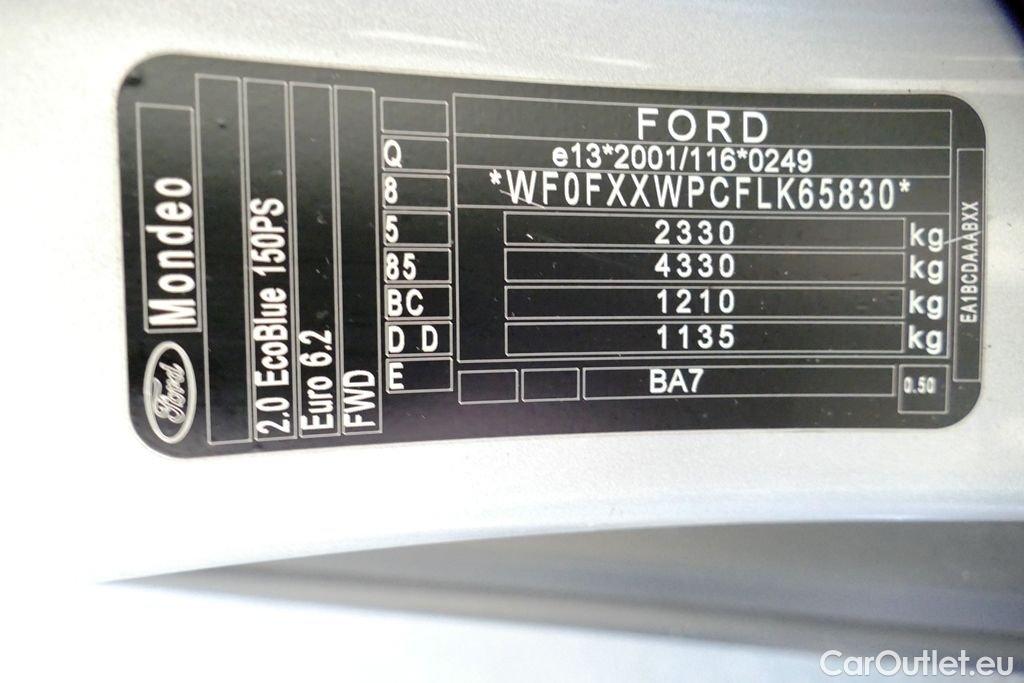 Ford
Mondeo
2.0 EcoBlue 150PS
Euro 6.2
FWD
Q
8
5
85
BC
D D
E
FORD
e13*2001/116*0249
*WF0FXXWPCFLK65830*
2330 kg
4330 kg
1210 kg
1135 kg
BA7
0.50
EA1BCDAAABXX
CarOutlet.eu